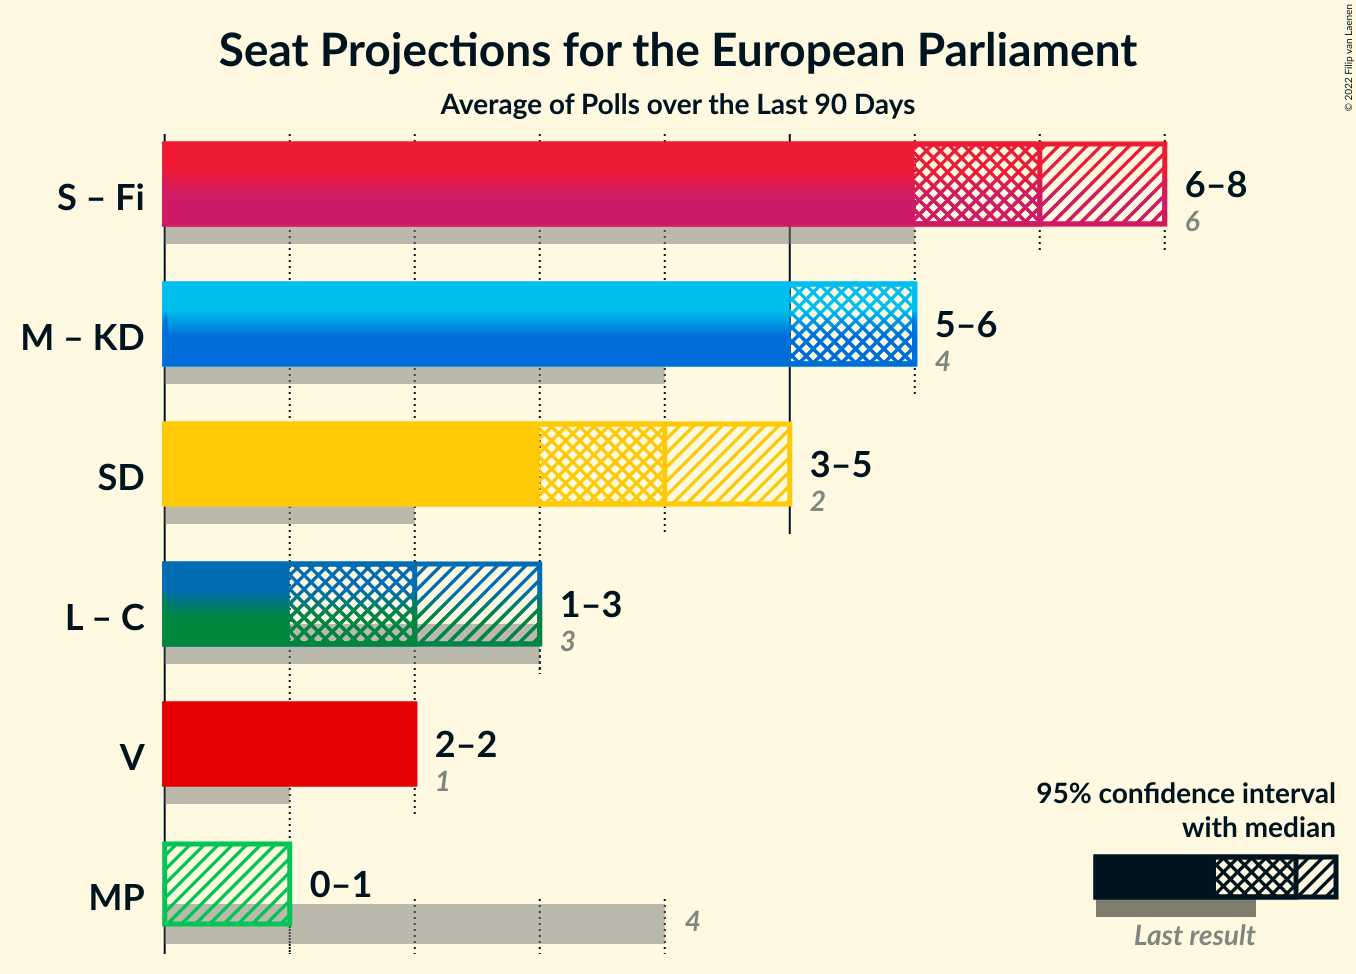 Seat Projections for the European Parliament
Average of Polls over the Last 90 Days
© 2022 Filip van Laenen
S – Fi
6–8
6
M – KD
5–6
4
SD
3–5
2
L – C
1–3
3
V
2–2
1
MP
0–1
4
95% confidence interval
with median
Last result